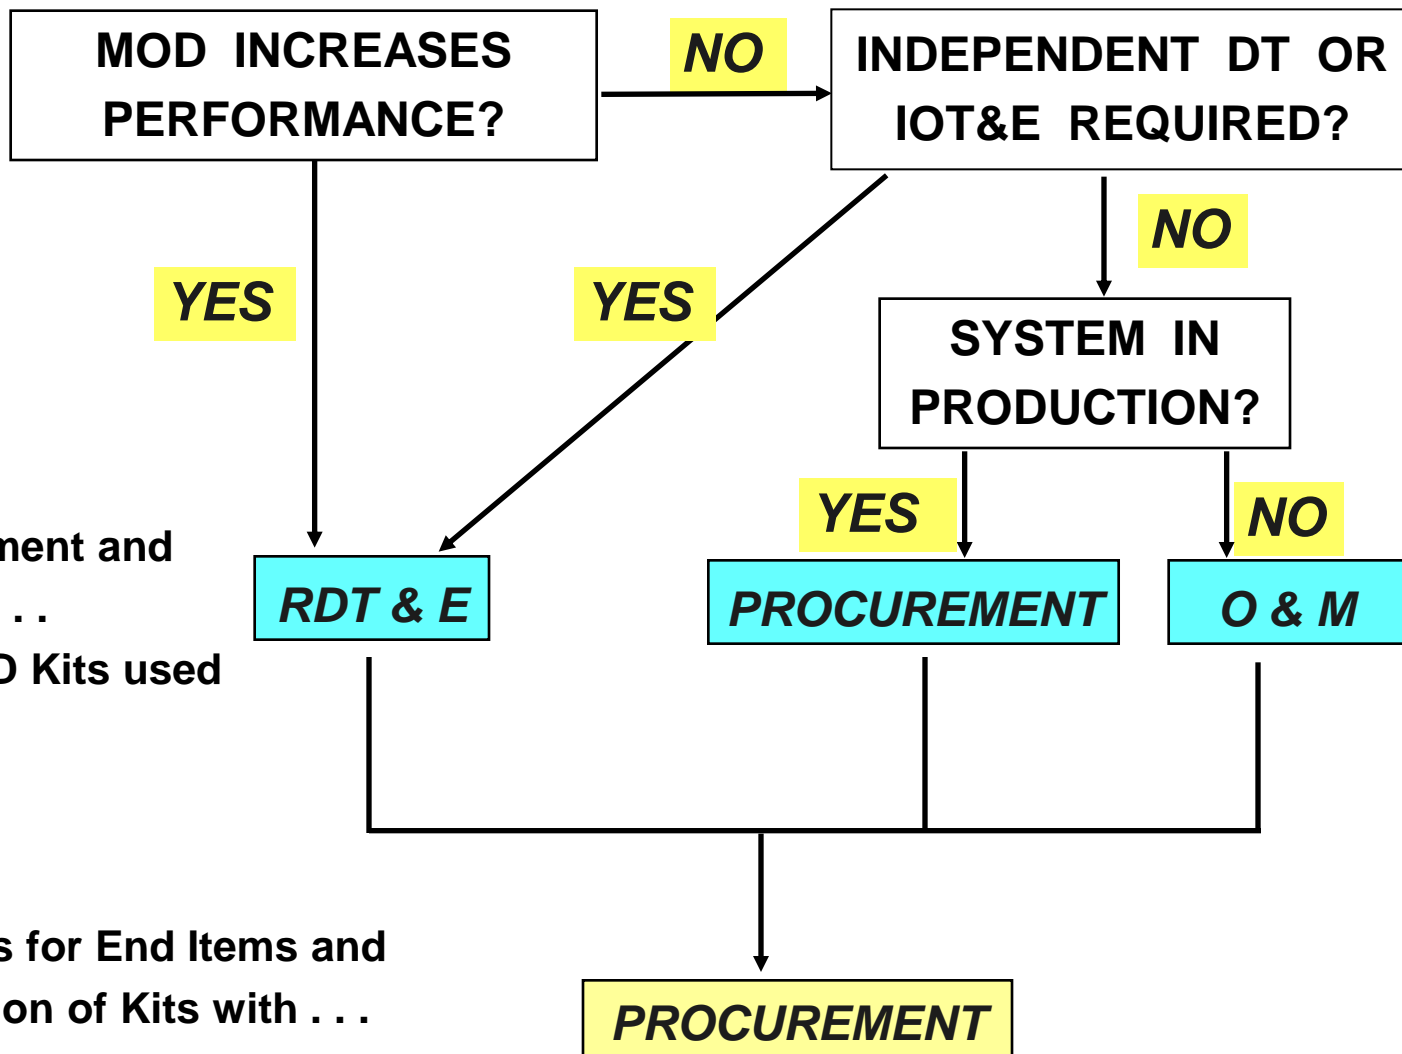 MOD INCREASES
PERFORMANCE?
NO
INDEPENDENT DT OR
IOT&E REQUIRED?
YES
YES
NO
SYSTEM IN
PRODUCTION?
YES
NO
ment and
. .
D Kits used
RDT & E
PROCUREMENT
O & M
s for End Items and
ion of Kits with . . .
PROCUREMENT